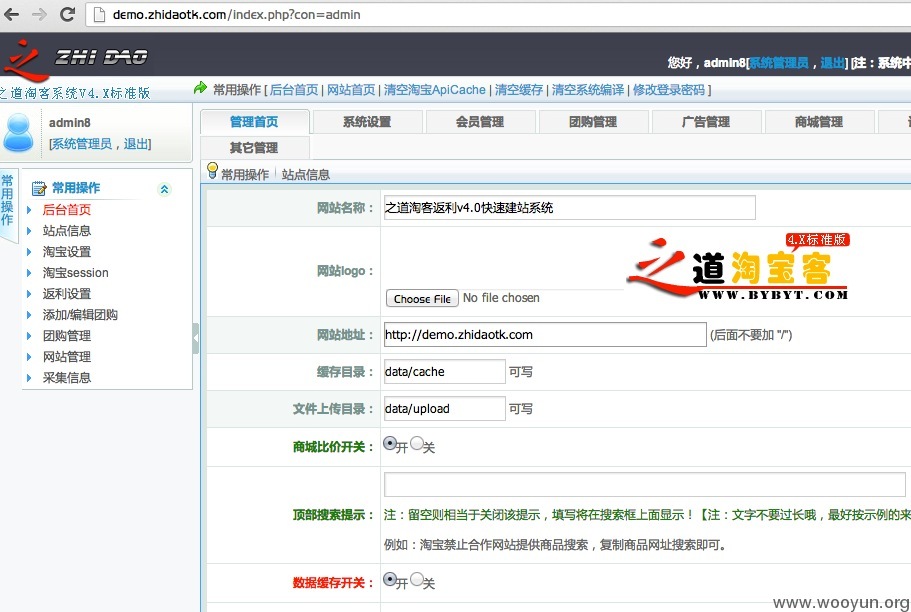 demo.zhidaotk.com/index.php?con=admin
之 ZHI DAO
您好，admin8[系统管理员，退出] [注：系统中
之道淘客系统V4.X标准版
常用操作 [ 后台首页 | 网站首页 | 清空淘宝ApiCache | 清空缓存 | 清空系统编译 | 修改登录密码 ]
admin8
[系统管理员，退出]
管理首页 系统设置 会员管理 团购管理 广告管理 商城管理
其它管理
常用操作
常用操作
后台首页
站点信息
淘宝设置
淘宝session
返利设置
添加/编辑团购
团购管理
网站管理
采集信息
常用操作 站点信息
网站名称： 之道淘客返利v4.0快速建站系统
网站logo：
4.X标准版
之道淘宝客
WWW.BYBYT.COM
Choose File No file chosen
网站地址： http://demo.zhidaotk.com (后面不要加 "/")
缓存目录： data/cache 可写
文件上传目录： data/upload 可写
商城比价开关： 开 关
顶部搜索提示： 注：留空则相当于关闭该提示，填写将在搜索框上面显示！【注：文字不要过长哦，最好按示例的来
例如：淘宝禁止合作网站提供商品搜索，复制商品网址搜索即可。
数据缓存开关： 开 关
www.wooyun.org